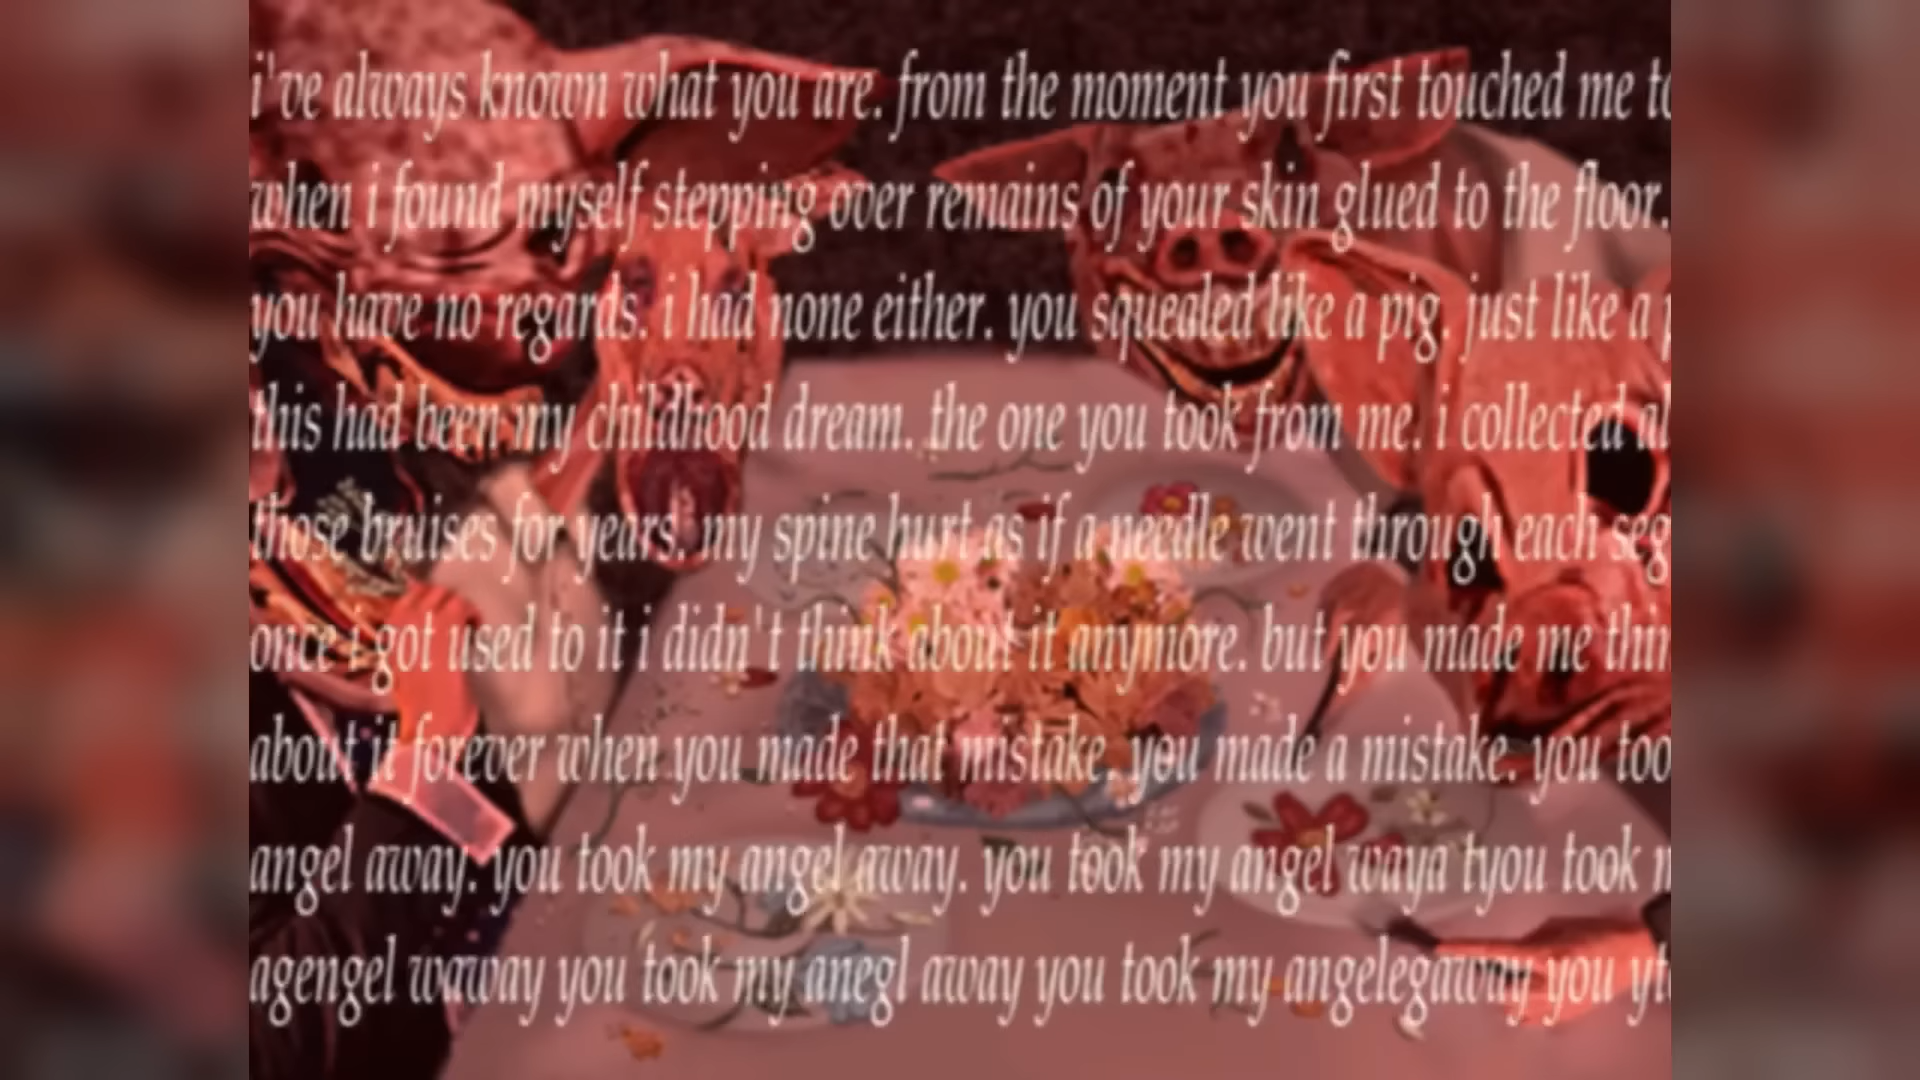 i've always known what you are. from the moment you first touched me to
when i found myself stepping over remains of your skin glued to the floor.
you have no regards. i had none either. you squealed like a pig. just like a p
this had been my childhood dream. the one you took from me. i collected al
those bruises for years. my spine hurt as if a needle went through each seg
once i got used to it i didn't think about it anymore. but you made me thin
about it forever when you made that mistake. you made a mistake. you too
angel away. you took my angel away. you took my angel waya tyou took m
agengel waway you took my anegl away you took my angelegaway you yt